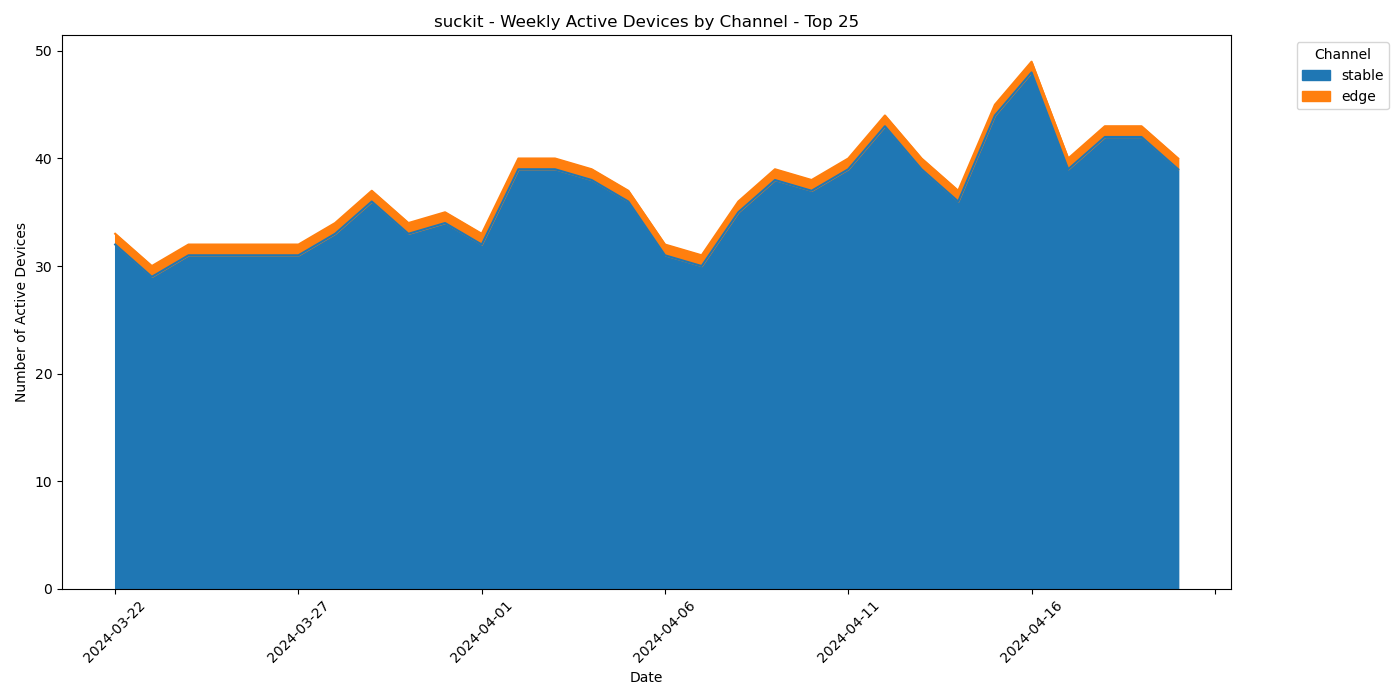 suckit - Weekly Active Devices by Channel - Top 25
Channel
stable
edge
Number of Active Devices
50
40
30
20
10
0
2024-03-22
2024-03-27
2024-04-01
2024-04-06
2024-04-11
2024-04-16
Date